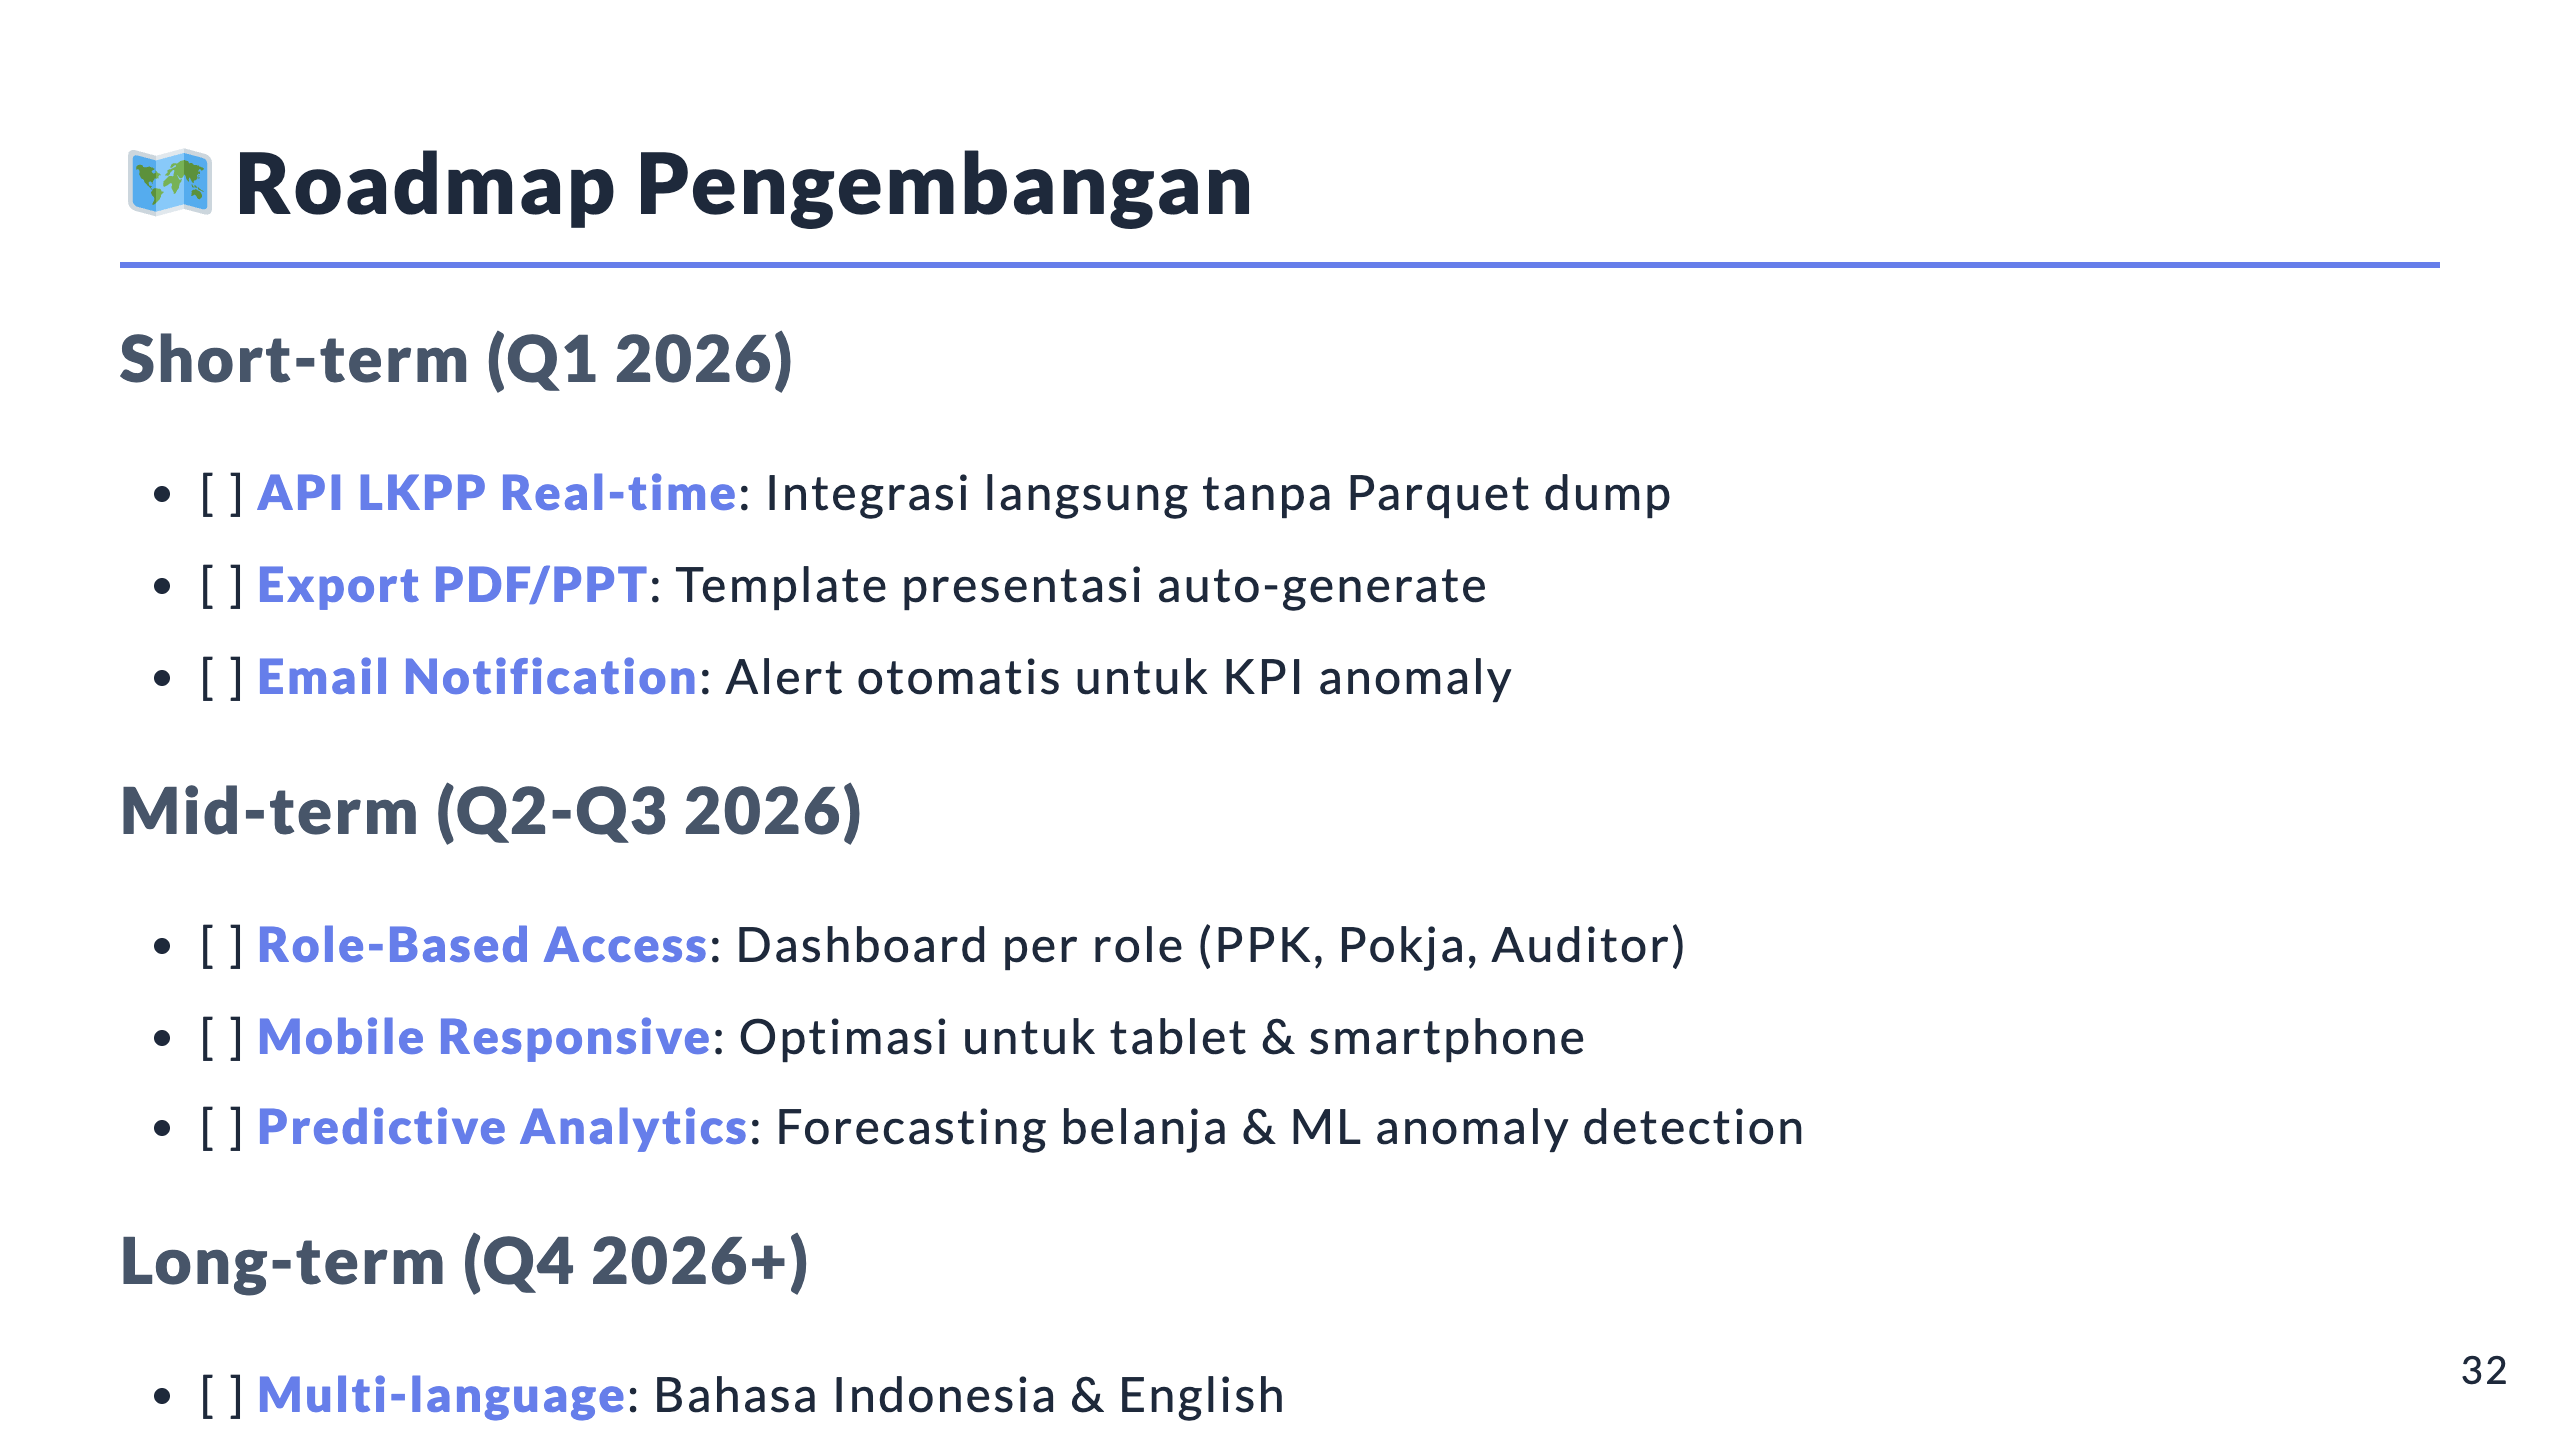 Roadmap Pengembangan
Short-term (Q1 2026)
• [ ] API LKPP Real-time: Integrasi langsung tanpa Parquet dump
• [ ] Export PDF/PPT: Template presentasi auto-generate
• [ ] Email Notification: Alert otomatis untuk KPI anomaly
Mid-term (Q2-Q3 2026)
• [ ] Role-Based Access: Dashboard per role (PPK, Pokja, Auditor)
• [ ] Mobile Responsive: Optimasi untuk tablet & smartphone
• [ ] Predictive Analytics: Forecasting belanja & ML anomaly detection
Long-term (Q4 2026+)
• [ ] Multi-language: Bahasa Indonesia & English
32